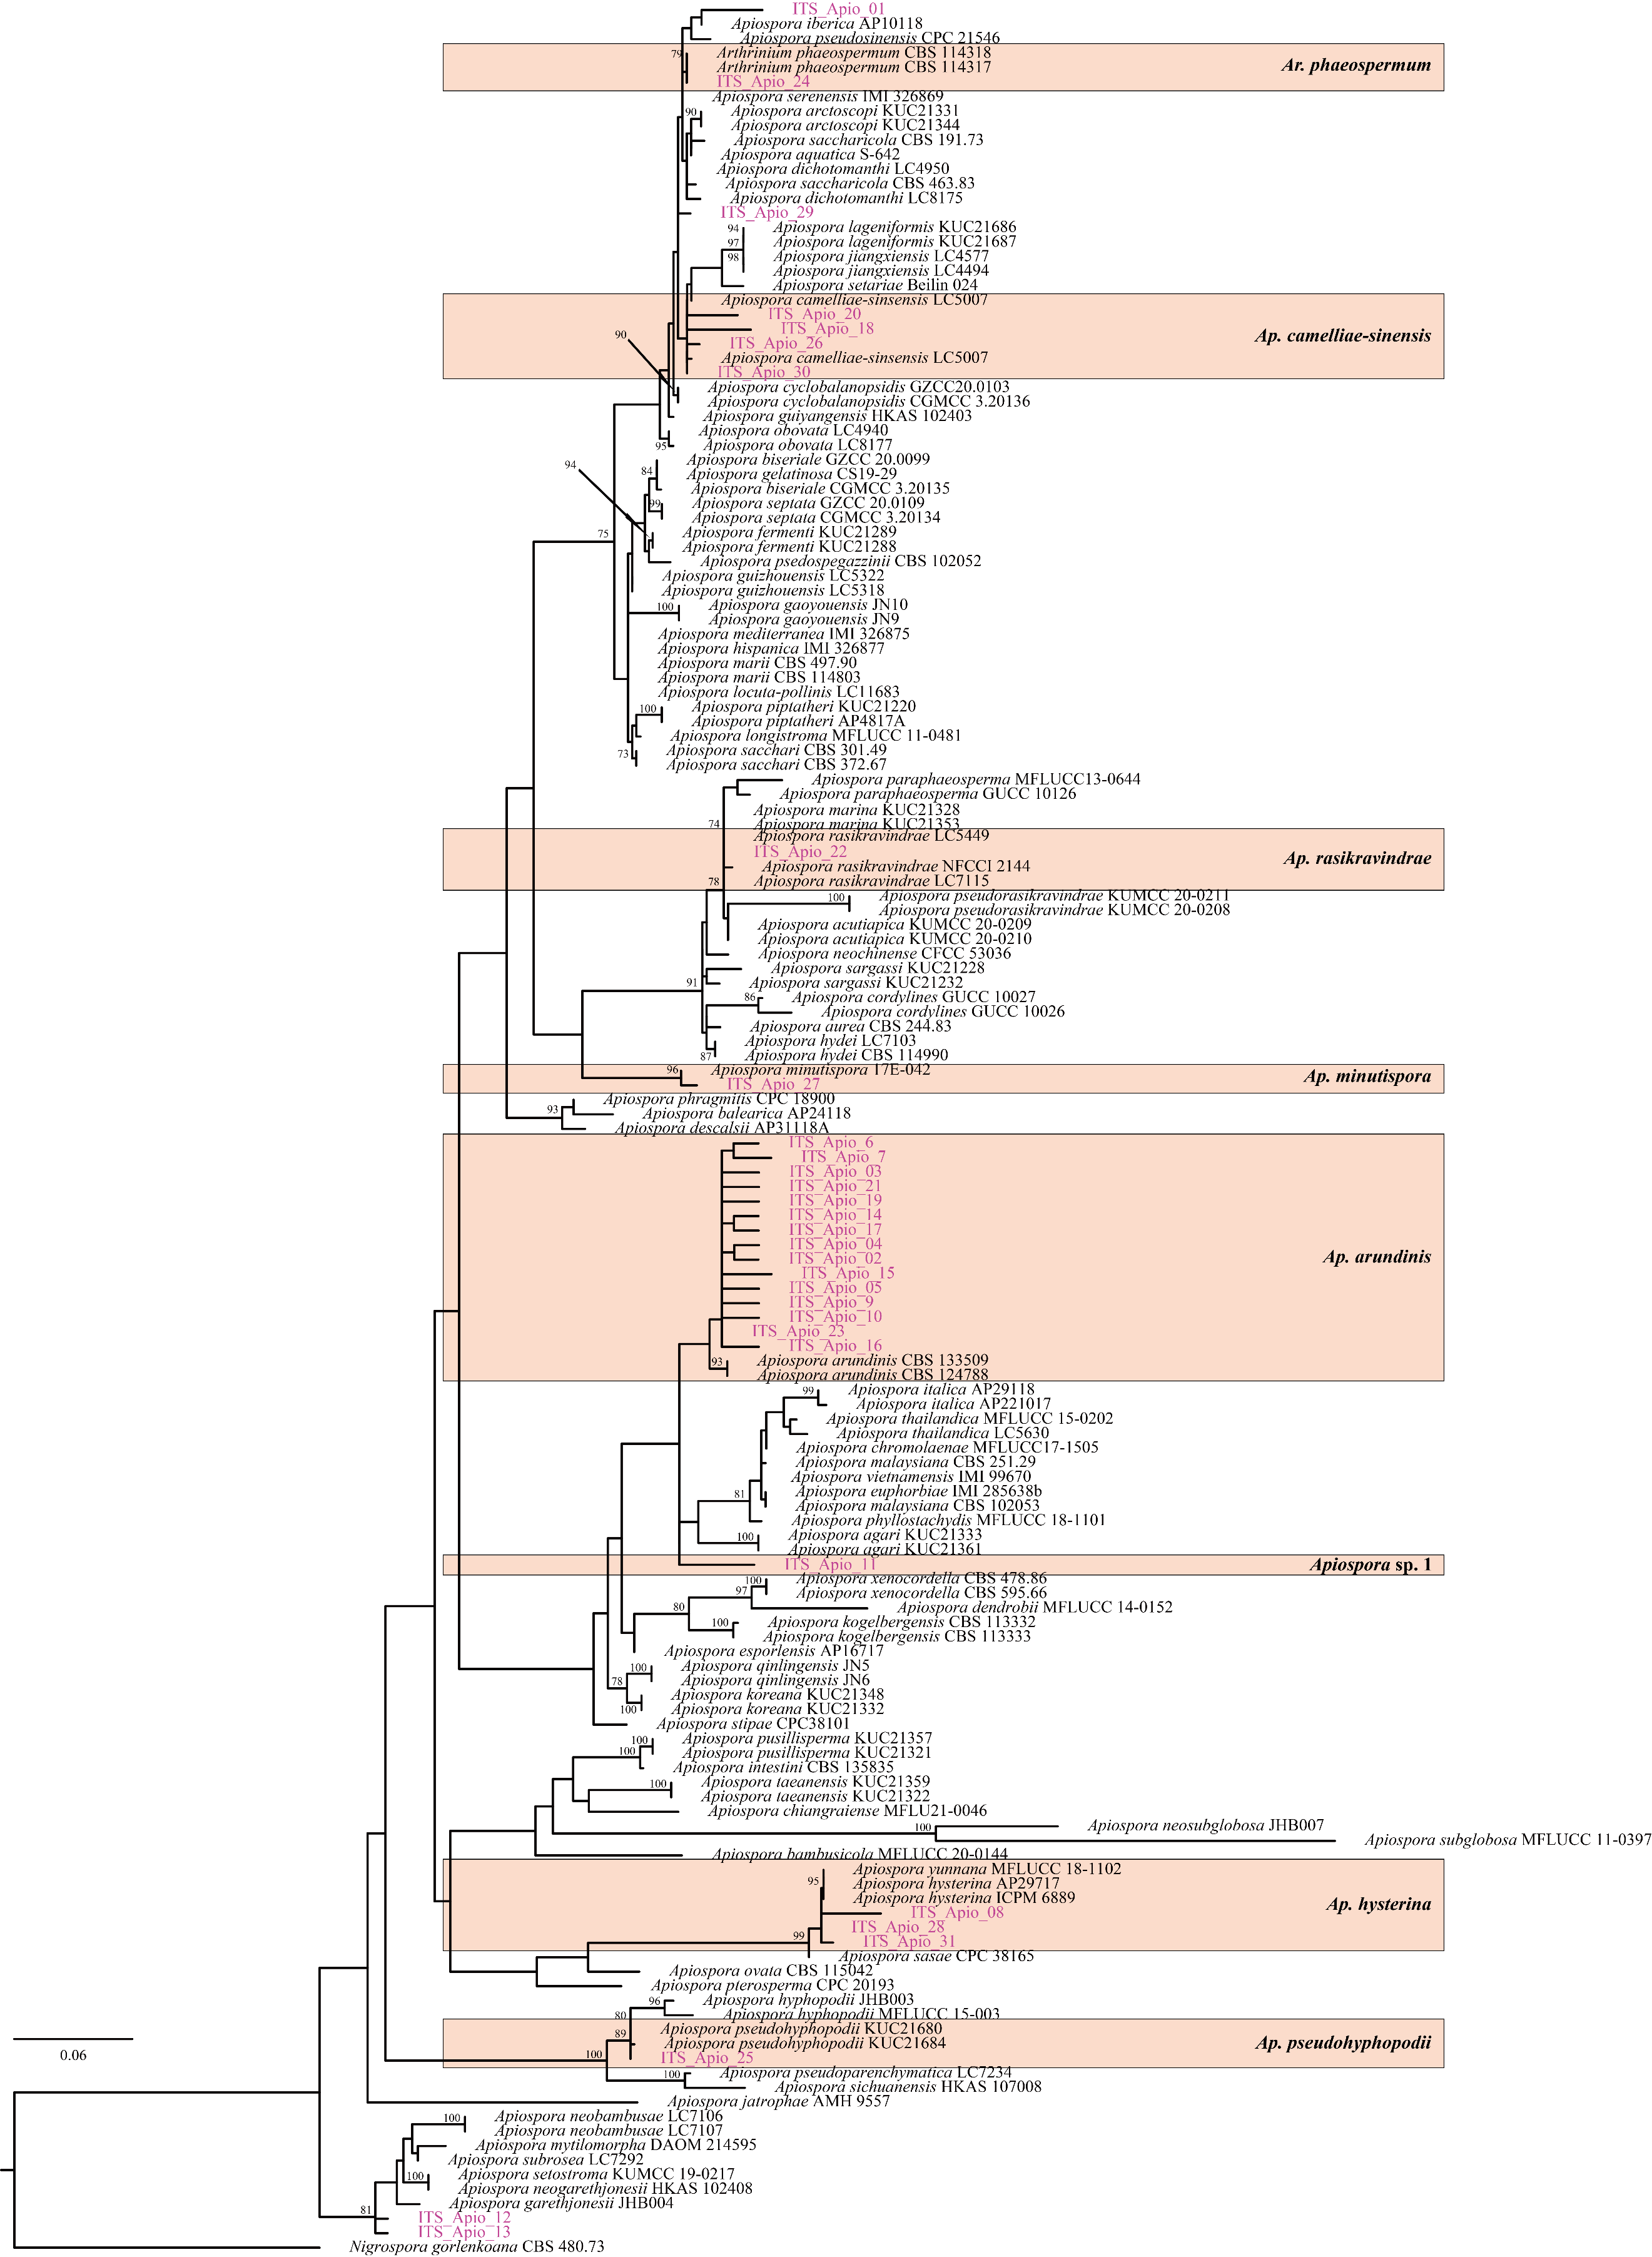 ITS_Apio_01
Apiospora iberica AP10118
Apiospora pseudosinensis CPC 21546
79
Arthrinium phaeospermum CBS 114318
Arthrinium phaeospermum CBS 114317
Ar. phaeospermum
ITS_Apio_24
Apiospora serenensis IMI 326869
90
Apiospora arctoscopi KUC21331
Apiospora arctoscopi KUC21344
Apiospora saccharicola CBS 191.73
Apiospora aquatica S-642
Apiospora dichotomanthi LC4950
Apiospora saccharicola CBS 463.83
Apiospora dichotomanthi LC8175
ITS_Apio_29
94
Apiospora lageniformis KUC21686
97
Apiospora lageniformis KUC21687
98
Apiospora jiangxiensis LC4577
Apiospora jiangxiensis LC4494
Apiospora setariae Beilin 024
Apiospora camelliae-sinsensis LC5007
ITS_Apio_20
ITS_Apio_18
Ap. camelliae-sinensis
90
ITS_Apio_26
Apiospora camelliae-sinsensis LC5007
ITS_Apio_30
Apiospora cyclobalanopsidis GZCC20.0103
Apiospora cyclobalanopsidis CGMCC 3.20136
Apiospora guiyangensis HKAS 102403
Apiospora obovata LC4940
95
Apiospora obovata LC8177
Apiospora biseriale GZCC 20.0099
94
84
Apiospora gelatinosa CS19-29
Apiospora biseriale CGMCC 3.20135
99
Apiospora septata GZCC 20.0109
Apiospora septata CGMCC 3.20134
75
Apiospora fermenti KUC21289
Apiospora fermenti KUC21288
Apiospora psedospegazzinii CBS 102052
Apiospora guizhouensis LC5322
Apiospora guizhouensis LC5318
100
Apiospora gaoyouensis JN10
Apiospora gaoyouensis JN9
Apiospora mediterranea IMI 326875
Apiospora hispanica IMI 326877
Apiospora marii CBS 497.90
Apiospora marii CBS 114803
Apiospora locuta-pollinis LC11683
100
Apiospora piptatheri KUC21220
Apiospora piptatheri AP4817A
Apiospora longistroma MFLUCC 11-0481
73
Apiospora sacchari CBS 301.49
Apiospora sacchari CBS 372.67
Apiospora paraphaeosperma MFLUCC13-0644
Apiospora paraphaeosperma GUCC 10126
Apiospora marina KUC21328
74
Apiospora marina KUC21353
Apiospora rasikravindrae LC5449
ITS_Apio_22
Ap. rasikravindrae
Apiospora rasikravindrae NFCCI 2144
78
Apiospora rasikravindrae LC7115
100
Apiospora pseudorasikravindrae KUMCC 20-0211
Apiospora pseudorasikravindrae KUMCC 20-0208
Apiospora acutiapica KUMCC 20-0209
Apiospora acutiapica KUMCC 20-0210
Apiospora neochinense CFCC 53036
Apiospora sargassi KUC21228
91
Apiospora sargassi KUC21232
86
Apiospora cordylines GUCC 10027
Apiospora cordylines GUCC 10026
Apiospora aurea CBS 244.83
Apiospora hydei LC7103
87
Apiospora hydei CBS 114990
96
Apiospora minutispora 17E-042
Ap. minutispora
ITS_Apio_27
Apiospora phragmitis CPC 18900
93
Apiospora balearica AP24118
Apiospora descalsii AP31118A
ITS_Apio_6
ITS_Apio_7
ITS_Apio_03
ITS_Apio_21
ITS_Apio_19
ITS_Apio_14
ITS_Apio_17
ITS_Apio_04
Ap. arundinis
ITS_Apio_02
ITS_Apio_15
ITS_Apio_05
ITS_Apio_9
ITS_Apio_10
ITS_Apio_23
ITS_Apio_16
93
Apiospora arundinis CBS 133509
Apiospora arundinis CBS 124788
99
Apiospora italica AP29118
Apiospora italica AP221017
Apiospora thailandica MFLUCC 15-0202
Apiospora thailandica LC5630
Apiospora chromolaenae MFLUCC17-1505
Apiospora malaysiana CBS 251.29
Apiospora vietnamensis IMI 99670
81
Apiospora euphorbiae IMI 285638b
Apiospora malaysiana CBS 102053
Apiospora phyllostachydis MFLUCC 18-1101
100
Apiospora agari KUC21333
Apiospora agari KUC21361
ITS_Apio_11
Apiospora sp. 1
100
Apiospora xenocordella CBS 478.86
97
Apiospora xenocordella CBS 595.66
80
Apiospora dendrobii MFLUCC 14-0152
100
Apiospora kogelbergensis CBS 113332
Apiospora kogelbergensis CBS 113333
Apiospora esporlensis AP16717
100
Apiospora qinlingensis JN5
78
Apiospora qinlingensis JN6
Apiospora koreana KUC21348
100
Apiospora koreana KUC21332
Apiospora stipae CPC38101
100
Apiospora pusillisperma KUC21357
100
Apiospora pusillisperma KUC21321
Apiospora intestini CBS 135835
100
Apiospora taeanensis KUC21359
Apiospora taeanensis KUC21322
Apiospora chiangraiense MFLU21-0046
100
Apiospora neosubglobosa JHB007
Apiospora subglobosa MFLUCC 11-0397
Apiospora bambusicola MFLUCC 20-0144
Apiospora yunnana MFLUCC 18-1102
95
Apiospora hysterina AP29717
Apiospora hysterina ICPM 6889
Ap. hysterina
ITS_Apio_08
ITS_Apio_28
99
ITS_Apio_31
Apiospora sasae CPC 38165
Apiospora ovata CBS 115042
Apiospora pterosperma CPC 20193
96
Apiospora hyphopodii JHB003
80
Apiospora hyphopodii MFLUCC 15-003
Apiospora pseudohyphopodii KUC21680
89
Apiospora pseudohyphopodii KUC21684
Ap. pseudohyphopodii
0.06
100
ITS_Apio_25
100
Apiospora pseudoparenchymatica LC7234
Apiospora sichuanensis HKAS 107008
Apiospora jatrophae AMH 9557
100
Apiospora neobambusae LC7106
Apiospora neobambusae LC7107
Apiospora mytilomorpha DAOM 214595
Apiospora subrosea LC7292
100
Apiospora setostroma KUMCC 19-0217
Apiospora neogarethjonesii HKAS 102408
Apiospora garethjonesii JHB004
81
ITS_Apio_12
ITS_Apio_13
Nigrospora gorlenkoana CBS 480.73